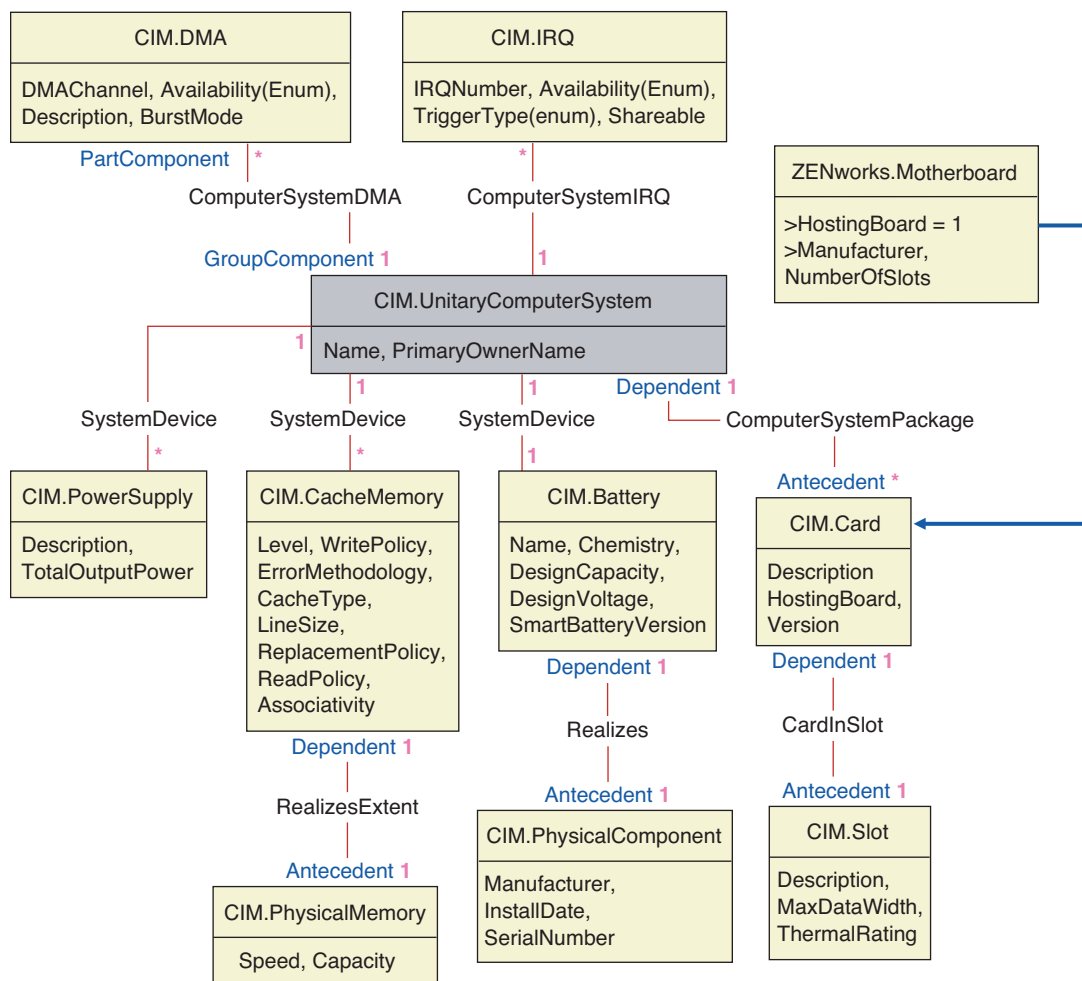 CIM.DMA
DMAChannel, Availability(Enum),
Description, BurstMode
CIM.IRQ
IRQNumber, Availability(Enum),
TriggerType(enum), Shareable
PartComponent
*
*
ComputerSystemDMA
ComputerSystemIRQ
GroupComponent 1
1
ZENworks.Motherboard
>HostingBoard = 1
>Manufacturer,
NumberOfSlots
CIM.UnitaryComputerSystem
Name, PrimaryOwnerName
1
1
1
Dependent 1
SystemDevice
SystemDevice
SystemDevice
ComputerSystemPackage
*
*
1
Antecedent *
CIM.PowerSupply
Description,
TotalOutputPower
CIM.CacheMemory
Level, WritePolicy,
ErrorMethodology,
CacheType,
LineSize,
ReplacementPolicy,
ReadPolicy,
Associativity
CIM.Battery
Name, Chemistry,
DesignCapacity,
DesignVoltage,
SmartBatteryVersion
CIM.Card
Description
HostingBoard,
Version
Dependent 1
RealizesExtent
Antecedent 1
Dependent 1
Realizes
Antecedent 1
Dependent 1
CardInSlot
Antecedent 1
CIM.PhysicalMemory
Speed, Capacity
CIM.PhysicalComponent
Manufacturer,
InstallDate,
SerialNumber
CIM.Slot
Description,
MaxDataWidth,
ThermalRating